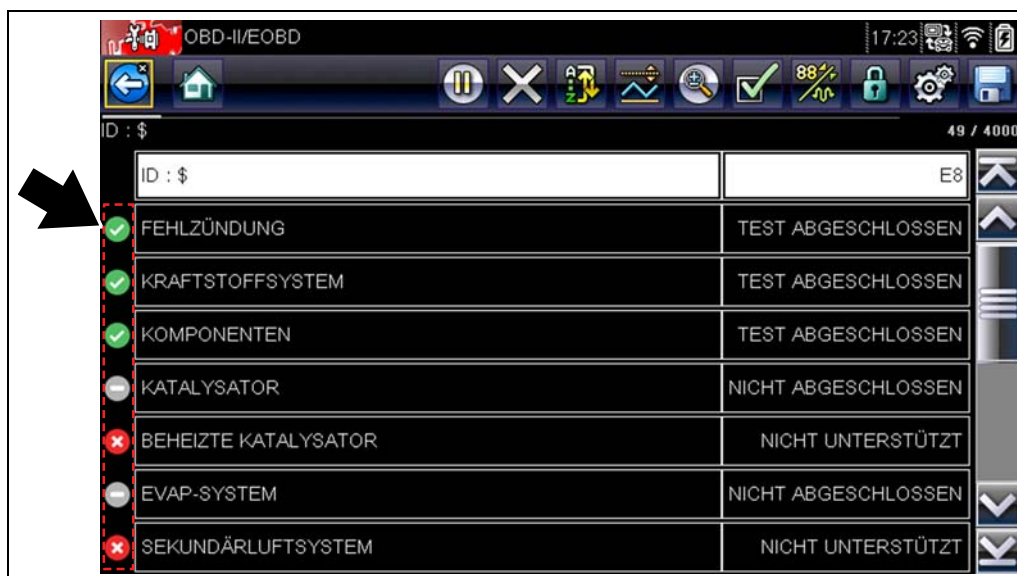 OBD-II/EOBD 17:23
ID : $ 49 / 4000
ID : $ E8
FEHLZÜNDUNG TEST ABGESCHLOSSEN
KRAFTSTOFFSYSTEM TEST ABGESCHLOSSEN
KOMPONENTEN TEST ABGESCHLOSSEN
KATALYSATOR NICHT ABGESCHLOSSEN
BEHEIZTE KATALYSATOR NICHT UNTERSTÜTZT
EVAP-SYSTEM NICHT ABGESCHLOSSEN
SEKUNDÄRLUFTSYSTEM NICHT UNTERSTÜTZT